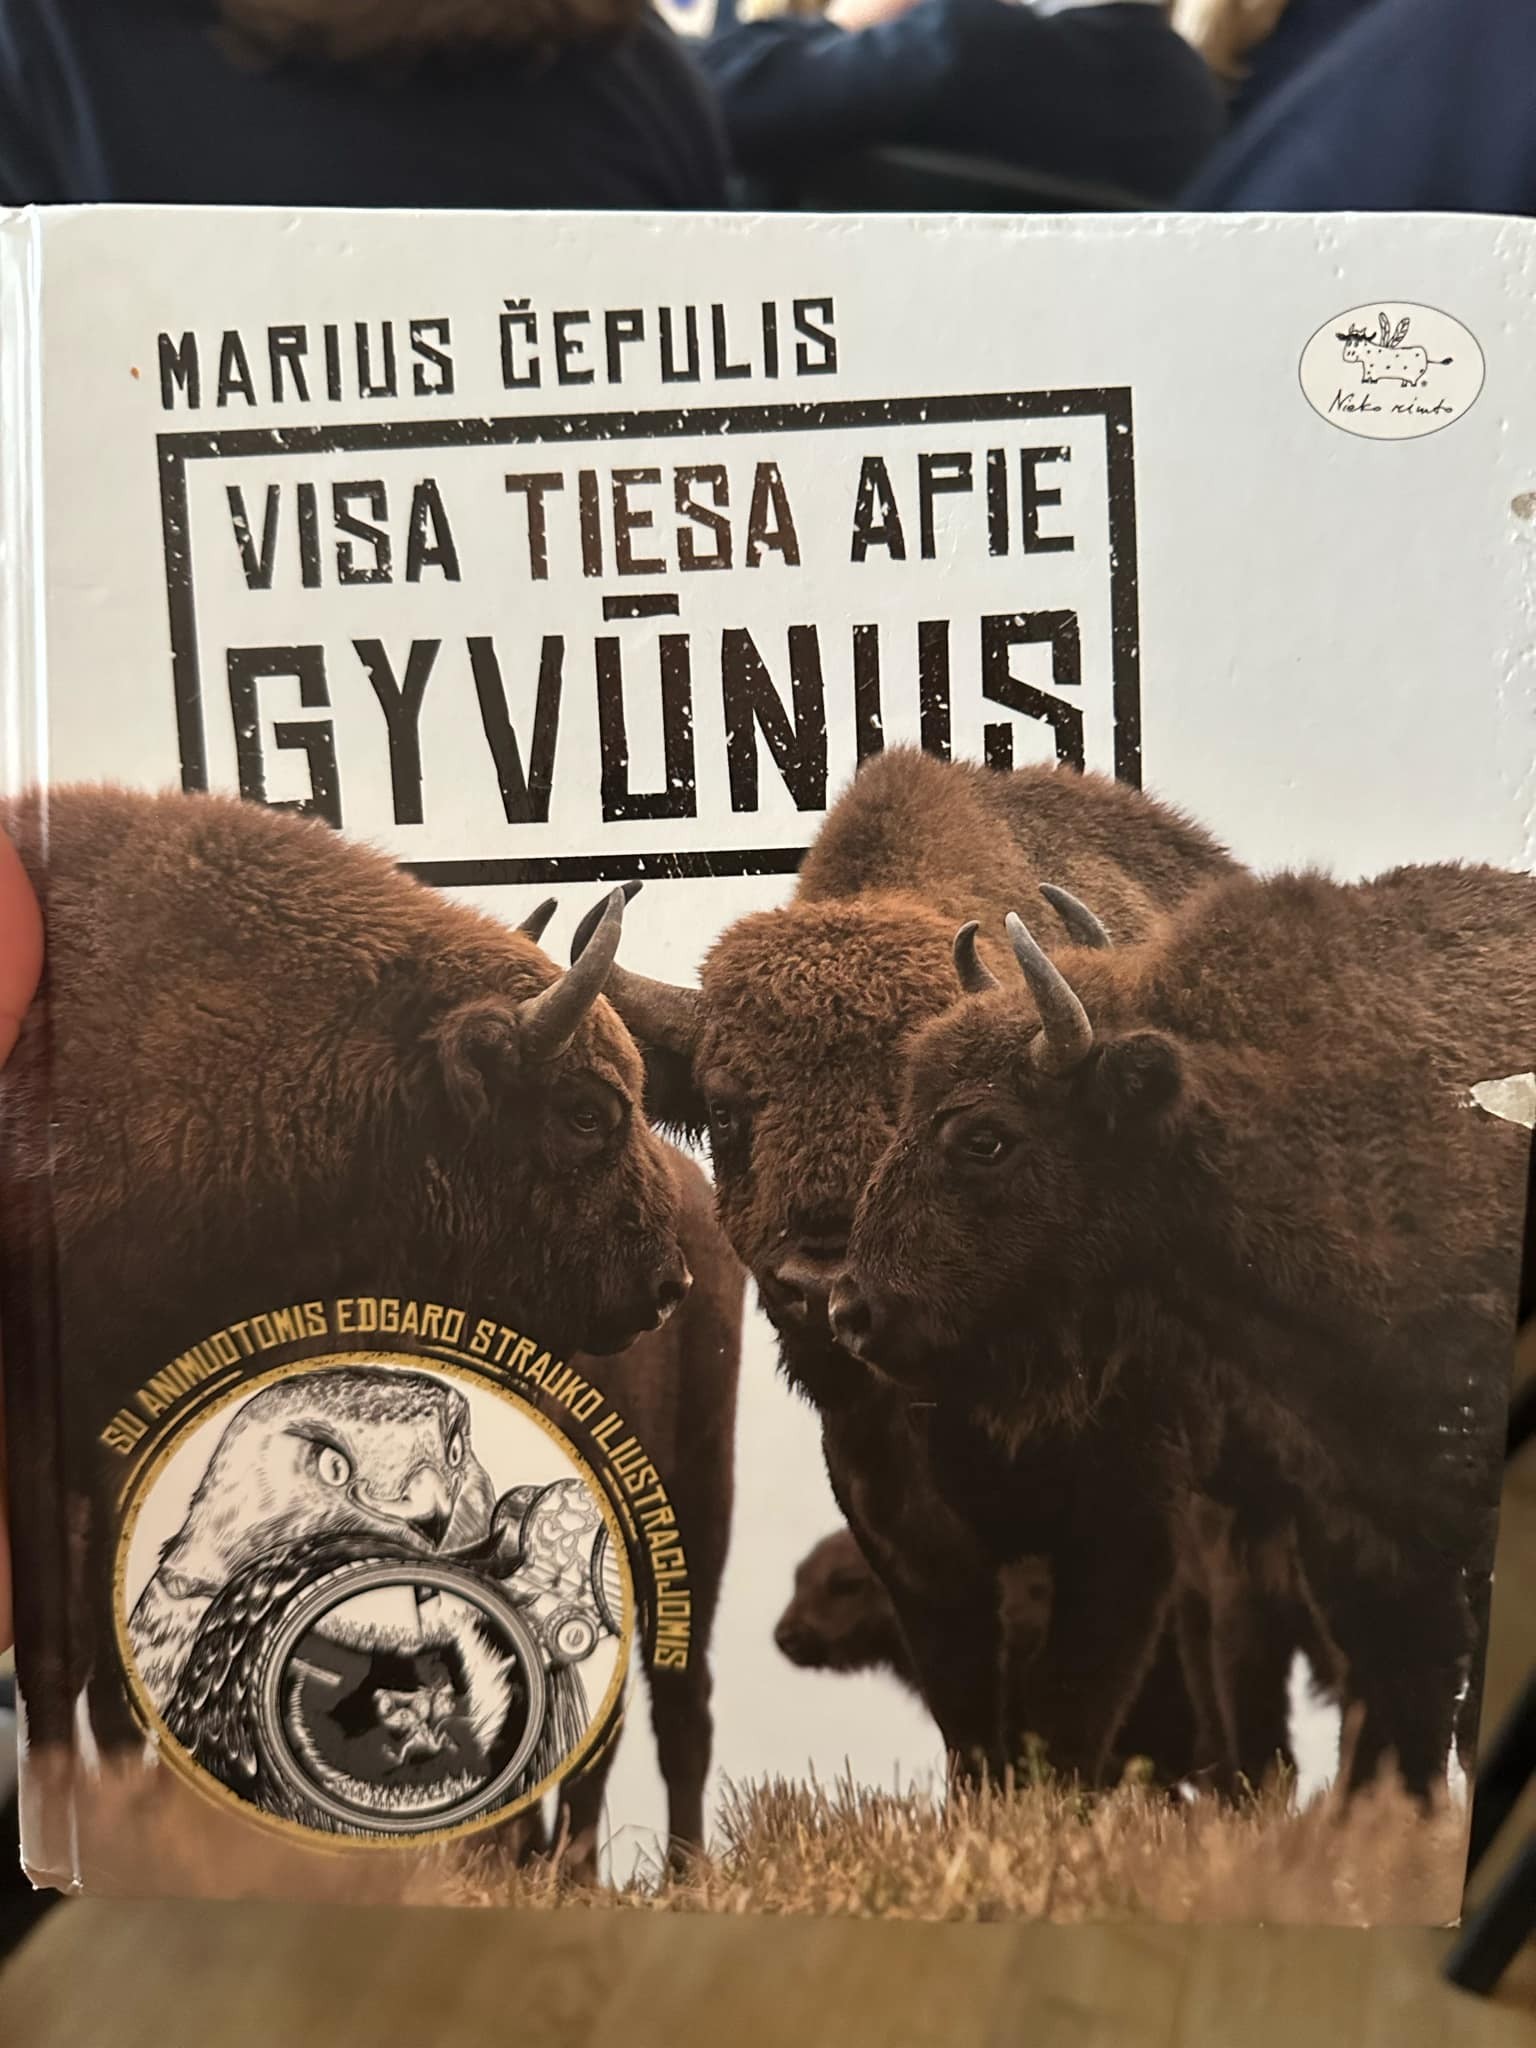 MARIUS ČEPULIS
VISA TIESA APIE
GYVŪNUS
Nieko rimto
SU ANIMUOTOMIS EDGARO STRAUKO ILIUSTRACIJOMIS